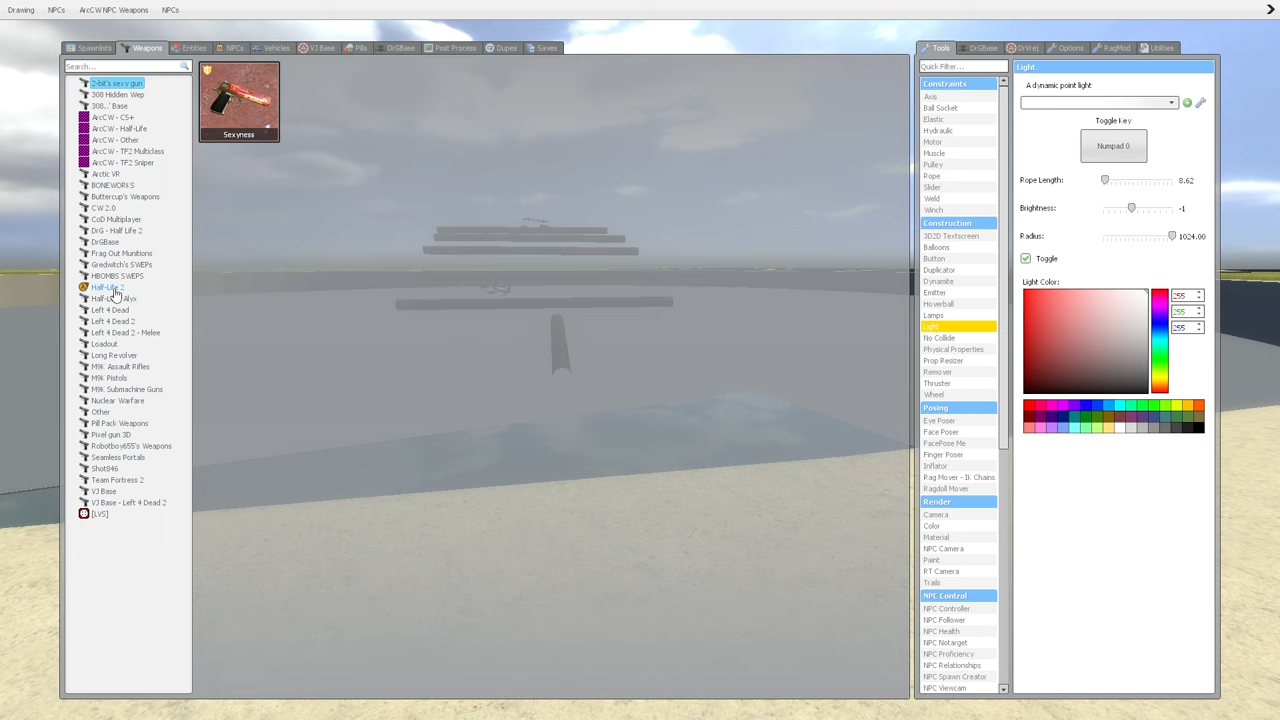 Drawing NPCs ArcCW NPC Weapons NPCs
Spawnlists Weapons Entities NPCs Vehicles VJ Base Pills DrGBase Post Process Dupes Saves
Search...
2-bit's sexy gun
308 Hidden Wep
308..' Base
ArcCW - CS+
ArcCW - Half-Life
ArcCW - Other
ArcCW - TF2 Multiclass
ArcCW - TF2 Sniper
Arctic VR
BONEWORKS
Buttercup's Weapons
CW 2.0
CoD Multiplayer
DrG - Half Life 2
DrGBase
Frag Out Munitions
Gredwitch's SWEPs
HBOMBS SWEPS
Half-Life 2
Alyx
Left 4 Dead
Left 4 Dead 2
Left 4 Dead 2 - Melee
Loadout
Long Revolver
M9K Assault Rifles
M9K Pistols
M9K Submachine Guns
Nuclear Warfare
Other
Pill Pack Weapons
Pixel gun 3D
Robotboy655's Weapons
Seamless Portals
Shot846
Team Fortress 2
VJ Base
VJ Base - Left 4 Dead 2
[LVS]
Sexyness
Tools DrGBase DrVrej Options RagMod Utilities
Quick Filter...
Constraints
Axis
Ball Socket
Elastic
Hydraulic
Motor
Muscle
Pulley
Rope
Slider
Weld
Winch
Construction
3D2D Textscreen
Balloons
Button
Duplicator
Dynamite
Emitter
Hoverball
Lamps
Light
No Collide
Physical Properties
Prop Resizer
Remover
Thruster
Wheel
Posing
Eye Poser
Face Poser
FacePose Me
Finger Poser
Inflator
Rag Mover - IK Chains
Ragdoll Mover
Render
Camera
Color
Material
NPC Camera
Paint
RT Camera
Trails
NPC Control
NPC Controller
NPC Follower
NPC Health
NPC Notarget
NPC Proficiency
NPC Relationships
NPC Spawn Creator
NPC Viewcam
Light
A dynamic point light
Toggle Key
Numpad 0
Rope Length: 8.62
Brightness: -1
Radius: 1024.00
Toggle
Light Color:
255
255
255